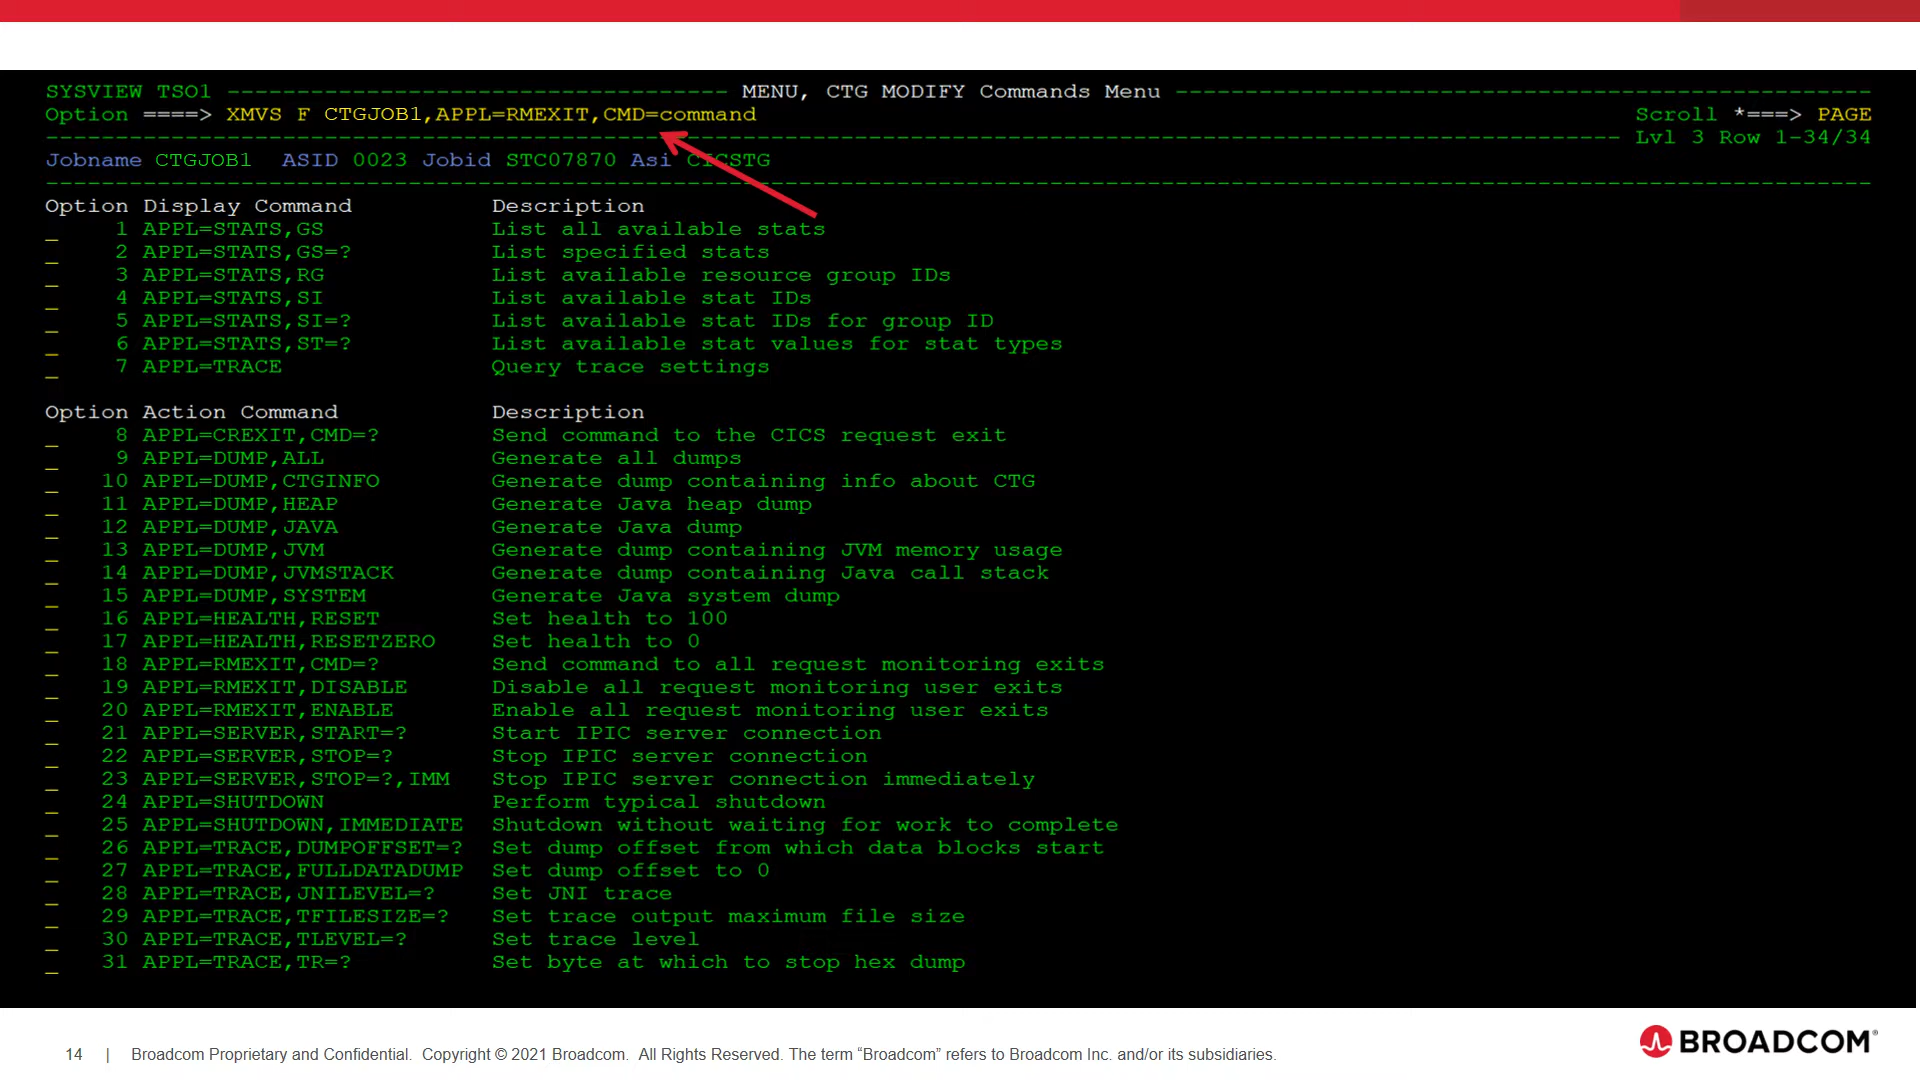 SYSVIEW TSO1 ------------------------------------ MENU, CTG MODIFY Commands Menu --------------------------------------------------
Option ====> XMVS F CTGJOB1,APPL=RMEXIT,CMD=command Scroll *===> PAGE
Lvl 3 Row 1-34/34
Jobname CTGJOB1 ASID 0023 Jobid STC07870 Asi CICSTG
Option Display Command Description
_ 1 APPL=STATS,GS List all available stats
_ 2 APPL=STATS,GS=? List specified stats
_ 3 APPL=STATS,RG List available resource group IDs
_ 4 APPL=STATS,SI List available stat IDs
_ 5 APPL=STATS,SI=? List available stat IDs for group ID
_ 6 APPL=STATS,ST=? List available stat values for stat types
_ 7 APPL=TRACE Query trace settings
Option Action Command Description
_ 8 APPL=CREXIT,CMD=? Send command to the CICS request exit
_ 9 APPL=DUMP,ALL Generate all dumps
_ 10 APPL=DUMP,CTGINFO Generate dump containing info about CTG
_ 11 APPL=DUMP,HEAP Generate Java heap dump
_ 12 APPL=DUMP,JAVA Generate Java dump
_ 13 APPL=DUMP,JVM Generate dump containing JVM memory usage
_ 14 APPL=DUMP,JVMSTACK Generate dump containing Java call stack
_ 15 APPL=DUMP,SYSTEM Generate Java system dump
_ 16 APPL=HEALTH,RESET Set health to 100
_ 17 APPL=HEALTH,RESETZERO Set health to 0
_ 18 APPL=RMEXIT,CMD=? Send command to all request monitoring exits
_ 19 APPL=RMEXIT,DISABLE Disable all request monitoring user exits
_ 20 APPL=RMEXIT,ENABLE Enable all request monitoring user exits
_ 21 APPL=SERVER,START=? Start IPIC server connection
_ 22 APPL=SERVER,STOP=? Stop IPIC server connection
_ 23 APPL=SERVER,STOP=?,IMM Stop IPIC server connection immediately
_ 24 APPL=SHUTDOWN Perform typical shutdown
_ 25 APPL=SHUTDOWN,IMMEDIATE Shutdown without waiting for work to complete
_ 26 APPL=TRACE,DUMPOFFSET=? Set dump offset from which data blocks start
_ 27 APPL=TRACE,FULLDATADUMP Set dump offset to 0
_ 28 APPL=TRACE,JNILEVEL=? Set JNI trace
_ 29 APPL=TRACE,TFILESIZE=? Set trace output maximum file size
_ 30 APPL=TRACE,TLEVEL=? Set trace level
_ 31 APPL=TRACE,TR=? Set byte at which to stop hex dump
14 | Broadcom Proprietary and Confidential. Copyright © 2021 Broadcom. All Rights Reserved. The term “Broadcom” refers to Broadcom Inc. and/or its subsidiaries.
BROADCOM®